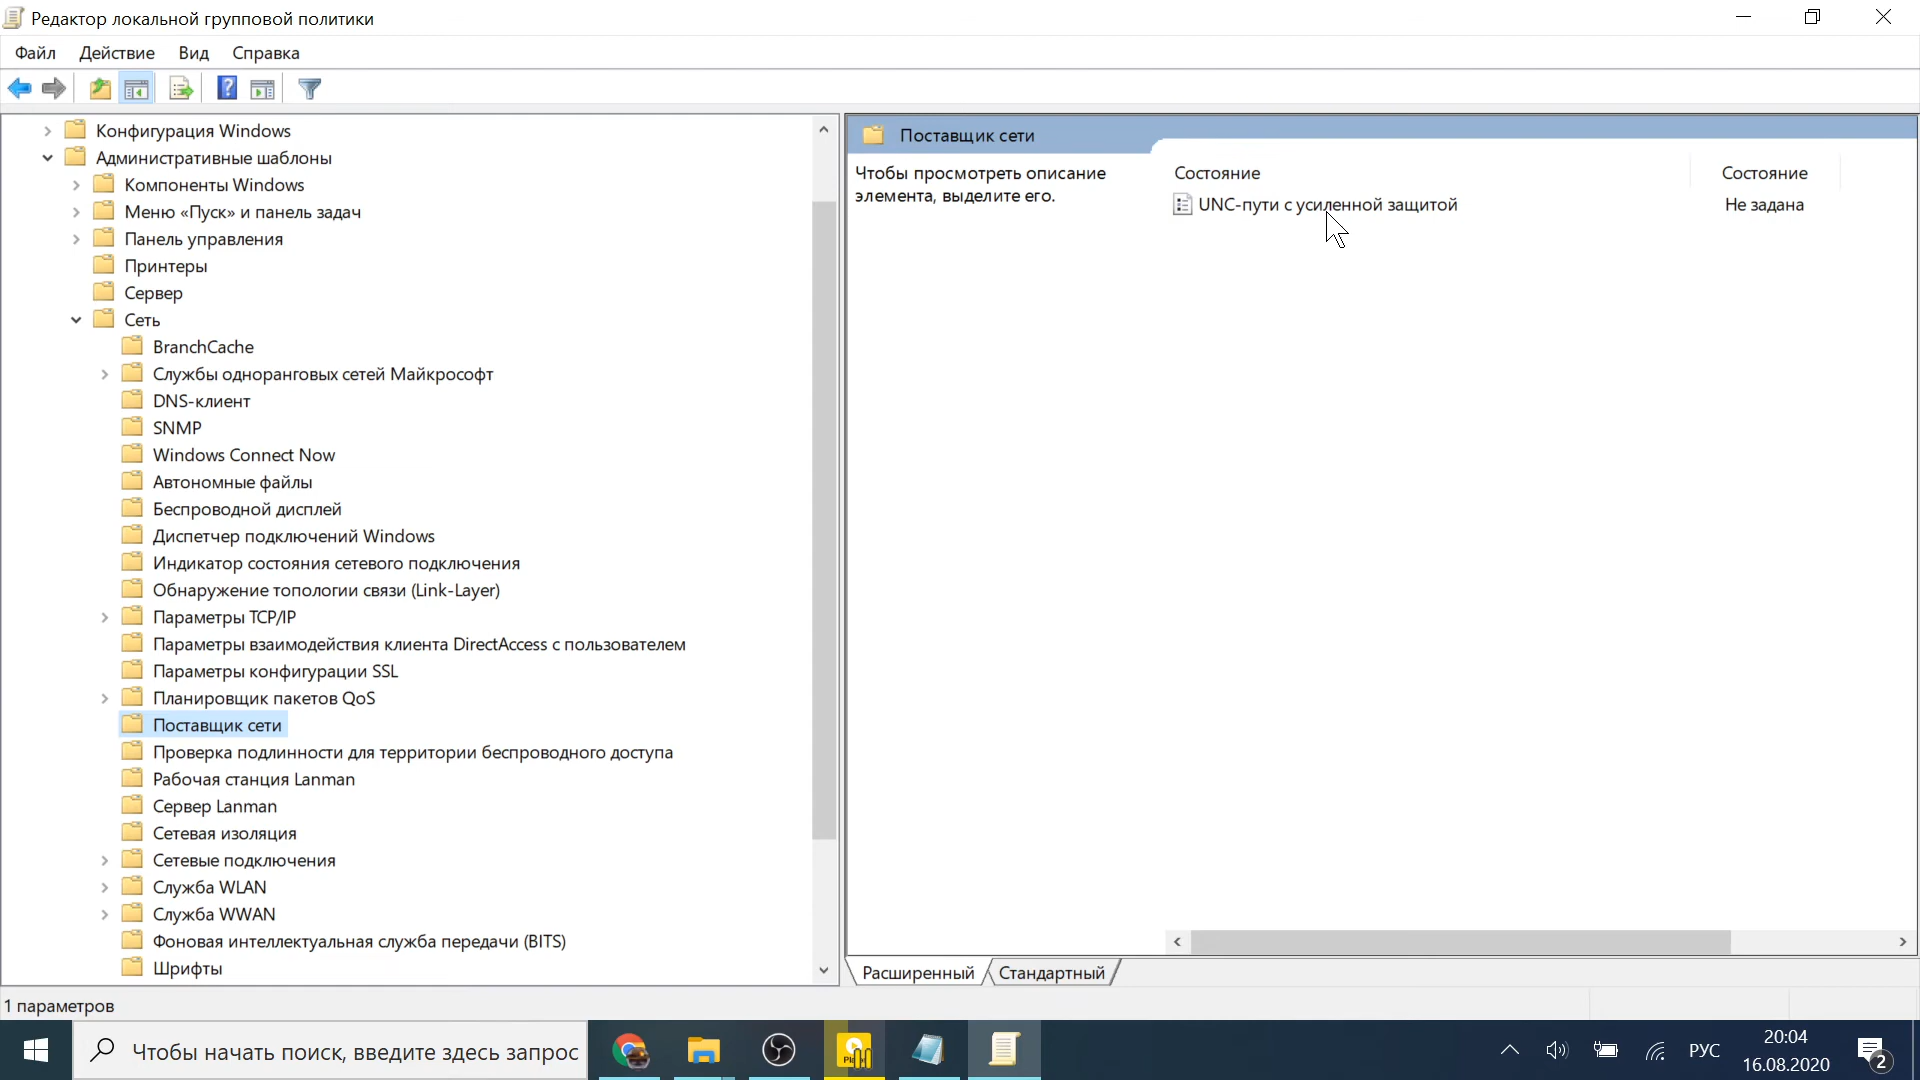 Редактор локальной групповой политики
Файл Действие Вид Справка
Конфигурация Windows
Административные шаблоны
Компоненты Windows
Меню «Пуск» и панель задач
Панель управления
Принтеры
Сервер
Сеть
BranchCache
Службы одноранговых сетей Майкрософт
DNS-клиент
SNMP
Windows Connect Now
Автономные файлы
Беспроводной дисплей
Диспетчер подключений Windows
Индикатор состояния сетевого подключения
Обнаружение топологии связи (Link-Layer)
Параметры TCP/IP
Параметры взаимодействия клиента DirectAccess с пользователем
Параметры конфигурации SSL
Планировщик пакетов QoS
Поставщик сети
Проверка подлинности для территории беспроводного доступа
Рабочая станция Lanman
Сервер Lanman
Сетевая изоляция
Сетевые подключения
Служба WLAN
Служба WWAN
Фоновая интеллектуальная служба передачи (BITS)
Шрифты
Поставщик сети
Чтобы просмотреть описание
элемента, выделите его.
Состояние Состояние
UNC-пути с усиленной защитой Не задана
Расширенный Стандартный
1 параметров
Чтобы начать поиск, введите здесь запрос
РУС
20:04
16.08.2020
2